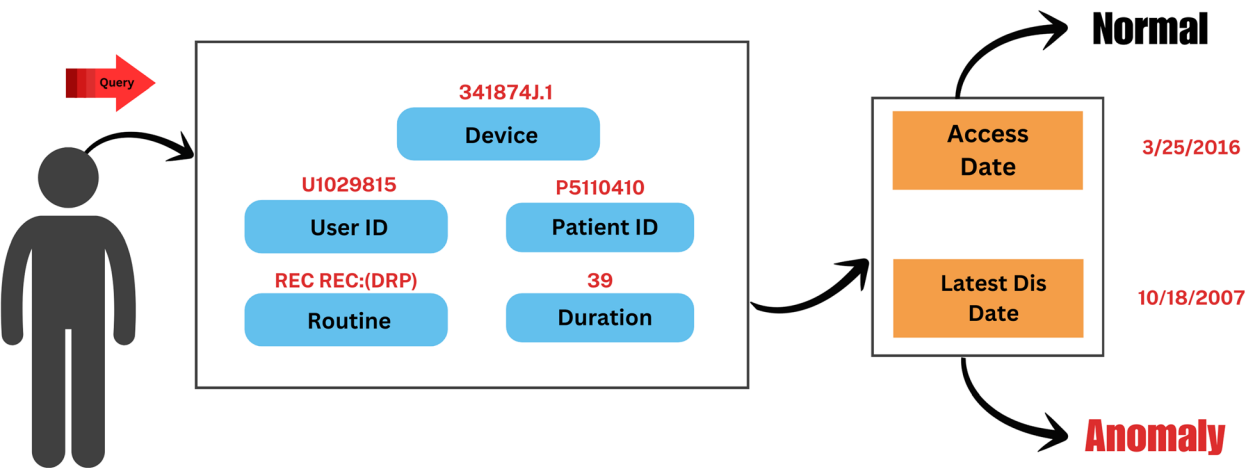 Query
341874J.1
Device
U1029815
User ID
P5110410
Patient ID
REC REC:(DRP)
Routine
39
Duration
Normal
Access
Date
3/25/2016
Latest Dis
Date
10/18/2007
Anomaly